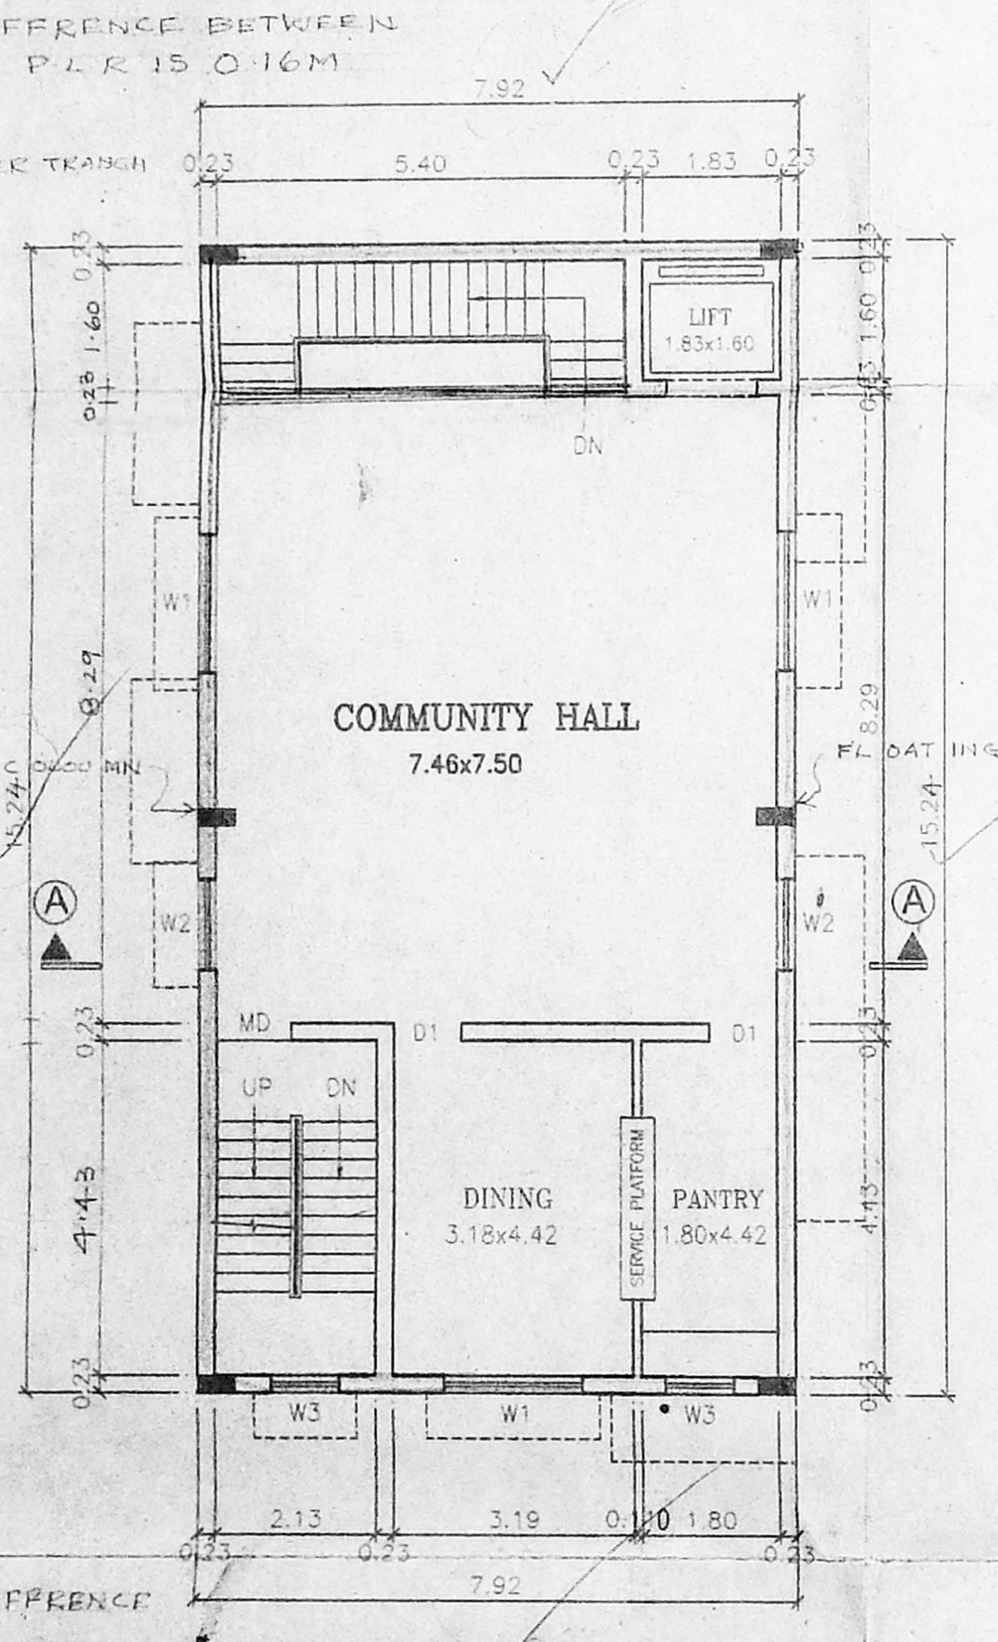 FFRENCE BETWEEN
P L R IS 0.16M
7.92
ER TRANGH
0.23 5.40 0.23 1.83 0.23
0.23
0.23
1.60
1.60
LIFT
1.83x1.60
0.23
DN
W1
W1
8.29
8.29
COMMUNITY HALL
7.46x7.50
FLOATING
15.24
15.24
A
A
W2
W2
0.23
0.23
MD
D1
D1
UP DN
4.43
4.43
DINING
3.18x4.42
SERVICE PLATFORM
PANTRY
1.80x4.42
0.23
0.23
W3 W1 W3
2.13 3.19 1.80
0.23 0.23 0.23
7.92
FFRENCE